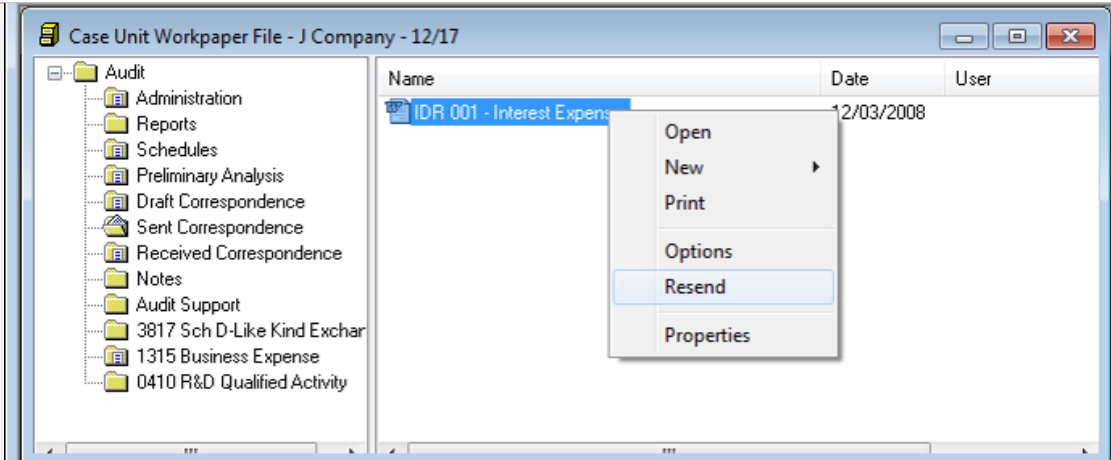 Case Unit Workpaper File - J Company - 12/17
Audit
Administration
Reports
Schedules
Preliminary Analysis
Draft Correspondence
Sent Correspondence
Received Correspondence
Notes
Audit Support
3817 Sch D-Like Kind Exchar
1315 Business Expense
0410 R&D Qualified Activity
Name Date User
IDR 001 - Interest Expens 12/03/2008
Open
New
Print
Options
Resend
Properties